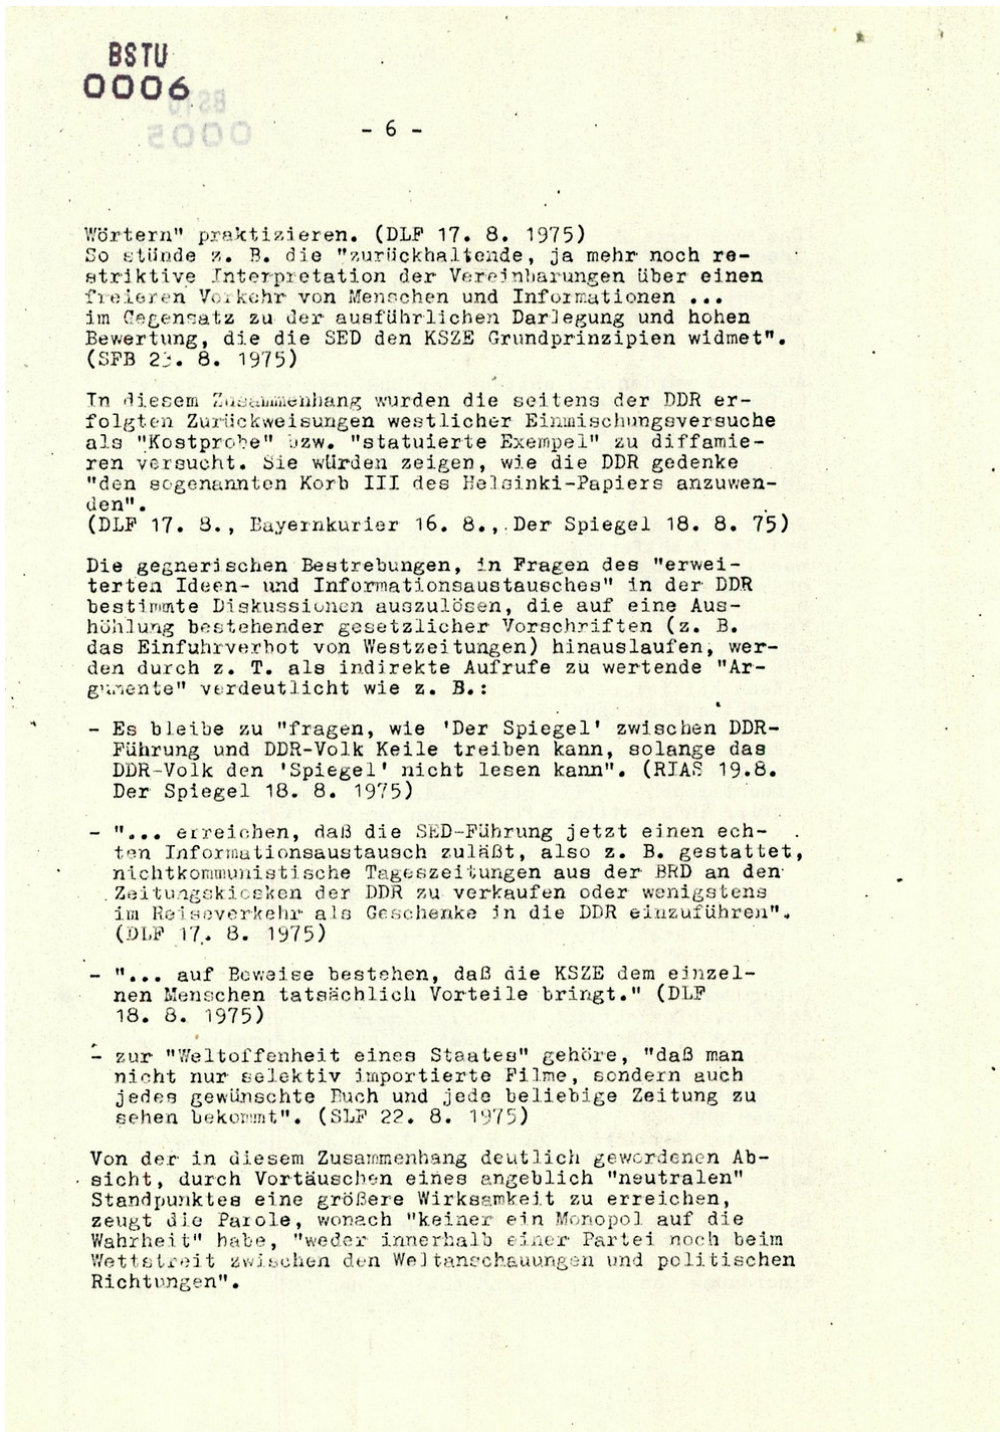 BSTU
0006
- 6 -
Wörtern" praktizieren. (DLF 17. 8. 1975)
So stünde z. B. die "zurückhaltende, ja mehr noch re-
striktive Interpretation der Vereinbarungen über einen
freieren Verkehr von Menschen und Informationen ...
im Gegensatz zu der ausführlichen Darlegung und hohen
Bewertung, die die SED den KSZE Grundprinzipien widmet".
(SFB 8. 1975)
In diesem Zusammenhang wurden die seitens der DDR er-
folgten Zurückweisungen westlicher Einmischungsversuche
als "Kostprobe" bzw. "statuierte Exempel" zu diffamie-
ren versucht. Sie würden zeigen, wie die DDR gedenke
"den sogenannten Korb III des Helsinki-Papiers anzuwen-
den".
(DLF 17. 8., Bayernkurier 16. 8., Der Spiegel 18. 8. 75)
Die gegnerischen Bestrebungen, in Fragen des "erwei-
terten Ideen- und Informationsaustausches" in der DDR
bestimmte Diskussionen auszulösen, die auf eine Aus-
höhlung bestehender gesetzlicher Vorschriften (z. B.
das Einfuhrverbot von Westzeitungen) hinauslaufen, wer-
den durch z. T. als indirekte Aufrufe zu wertende "Ar-
gumente" verdeutlicht wie z. B.:
- Es bleibe zu "fragen, wie 'Der Spiegel' zwischen DDR-
Führung und DDR-Volk Keile treiben kann, solange das
DDR-Volk den 'Spiegel' nicht lesen kann". (RIAS 19.8.
Der Spiegel 18. 8. 1975)
- "... erreichen, daß die SED-Führung jetzt einen ech-
ten Informationsaustausch zuläßt, also z. B. gestattet,
nichtkommunistische Tageszeitungen aus der BRD an den
Zeitungskiosken der DDR zu verkaufen oder wenigstens
im Reiseverkehr als Geschenke in die DDR einzuführen".
(DLF 17. 8. 1975)
- "... auf Beweise bestehen, daß die KSZE dem einzel-
nen Menschen tatsächlich Vorteile bringt." (DLF
18. 8. 1975)
- zur "Weltoffenheit eines Staates" gehöre, "daß man
nicht nur selektiv importierte Filme, sondern auch
jedes gewünschte Buch und jede beliebige Zeitung zu
sehen bekommt". (SLF 22. 8. 1975)
Von der in diesem Zusammenhang deutlich gewordenen Ab-
sicht, durch Vortäuschen eines angeblich "neutralen"
Standpunktes eine größere Wirksamkeit zu erreichen,
zeugt die Parole, wonach "keiner ein Monopol auf die
Wahrheit" habe, "weder innerhalb einer Partei noch beim
Wettstreit zwischen den Weltanschauungen und politischen
Richtungen".